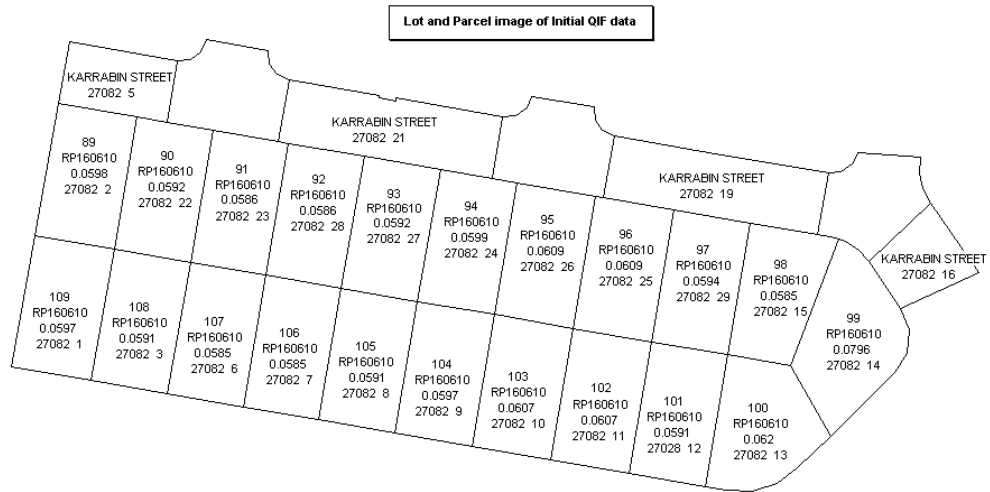 Lot and Parcel image of Initial QIF data
KARRABIN STREET
27082 5
KARRABIN STREET
27082 21
KARRABIN STREET
27082 19
KARRABIN STREET
27082 16
89
RP160610
0.0598
27082 2
90
RP160610
0.0592
27082 22
91
RP160610
0.0586
27082 23
92
RP160610
0.0586
27082 28
93
RP160610
0.0592
27082 27
94
RP160610
0.0599
27082 24
95
RP160610
0.0609
27082 26
96
RP160610
0.0609
27082 25
97
RP160610
0.0594
27082 29
98
RP160610
0.0585
27082 15
99
RP160610
0.0796
27082 14
109
RP160610
0.0597
27082 1
108
RP160610
0.0591
27082 3
107
RP160610
0.0585
27082 6
106
RP160610
0.0585
27082 7
105
RP160610
0.0591
27082 8
104
RP160610
0.0597
27082 9
103
RP160610
0.0607
27082 10
102
RP160610
0.0607
27082 11
101
RP160610
0.0591
27028 12
100
RP160610
0.062
27082 13